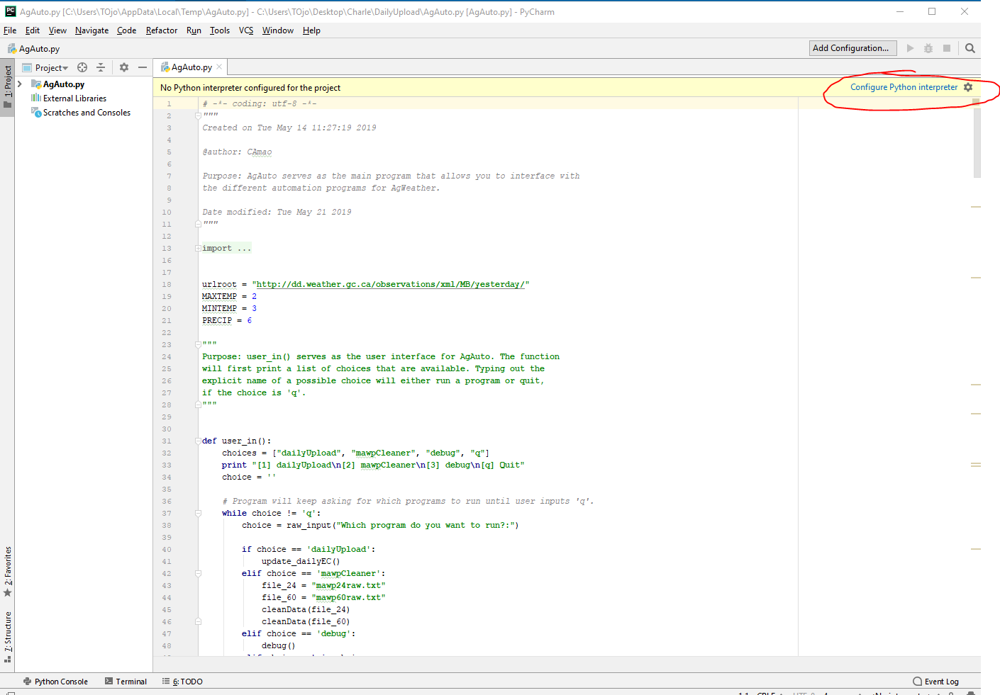 AgAuto.py [C:\Users\TOjo\AppData\Local\Temp\AgAuto.py] - C:\Users\TOjo\Desktop\Charle\DailyUpload\AgAuto.py [AgAuto.py] - PyCharm
File Edit View Navigate Code Refactor Run Tools VCS Window Help
AgAuto.py Add Configuration...
1: Project
Project
AgAuto.py
No Python interpreter configured for the project Configure Python interpreter
AgAuto.py
External Libraries
Scratches and Consoles
1 # -*- coding: utf-8 -*-
2 """
3 Created on Tue May 14 11:27:19 2019
4
5 @author: CAmao
6
7 Purpose: AgAuto serves as the main program that allows you to interface with
8 the different automation programs for AgWeather.
9
10 Date modified: Tue May 21 2019
11 """
12
13 import ...
16
17
18 urlroot = "http://dd.weather.gc.ca/observations/xml/MB/yesterday/"
19 MAXTEMP = 2
20 MINTEMP = 3
21 PRECIP = 6
22
23 """
24 Purpose: user_in() serves as the user interface for AgAuto. The function
25 will first print a list of choices that are available. Typing out the
26 explicit name of a possible choice will either run a program or quit,
27 if the choice is 'q'.
28 """
29
30
31 def user_in():
32 choices = ["dailyUpload", "mawpCleaner", "debug", "q"]
33 print "[1] dailyUpload\n[2] mawpCleaner\n[3] debug\n[q] Quit"
34 choice = ''
35
36 # Program will keep asking for which programs to run until user inputs 'q'.
37 while choice != 'q':
38 choice = raw_input("Which program do you want to run?:")
39
40 if choice == 'dailyUpload':
41 update_dailyEC()
42 elif choice == 'mawpCleaner':
43 file_24 = "mawp24raw.txt"
44 file_60 = "mawp60raw.txt"
45 cleanData(file_24)
46 cleanData(file_60)
47 elif choice == 'debug':
48 debug()
2: Favorites
7: Structure
Python Console Terminal 6: TODO Event Log